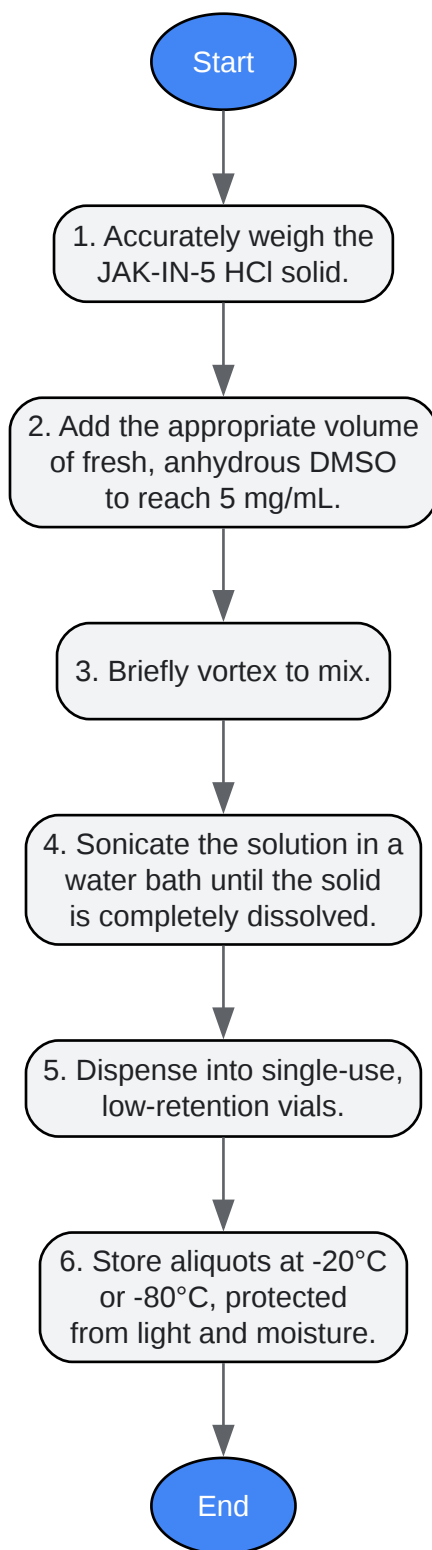 Start
1. Accurately weigh the
JAK-IN-5 HCl solid.
2. Add the appropriate volume
of fresh, anhydrous DMSO
to reach 5 mg/mL.
3. Briefly vortex to mix.
4. Sonicate the solution in a
water bath until the solid
is completely dissolved.
5. Dispense into single-use,
low-retention vials.
6. Store aliquots at -20°C
or -80°C, protected
from light and moisture.
End